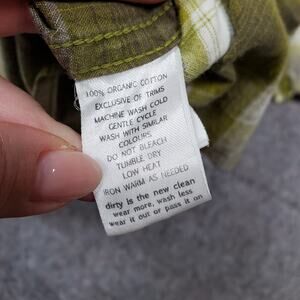 100% ORGANIC COTTON
EXCLUSIVE OF TRIMS
MACHINE WASH COLD
GENTLE CYCLE
WASH WITH SIMILAR
COLOURS
DO NOT BLEACH
TUMBLE DRY
LOW HEAT
IRON WARM AS NEEDED
dirty is the new clean
wear more, wash less
wear it out or pass it on